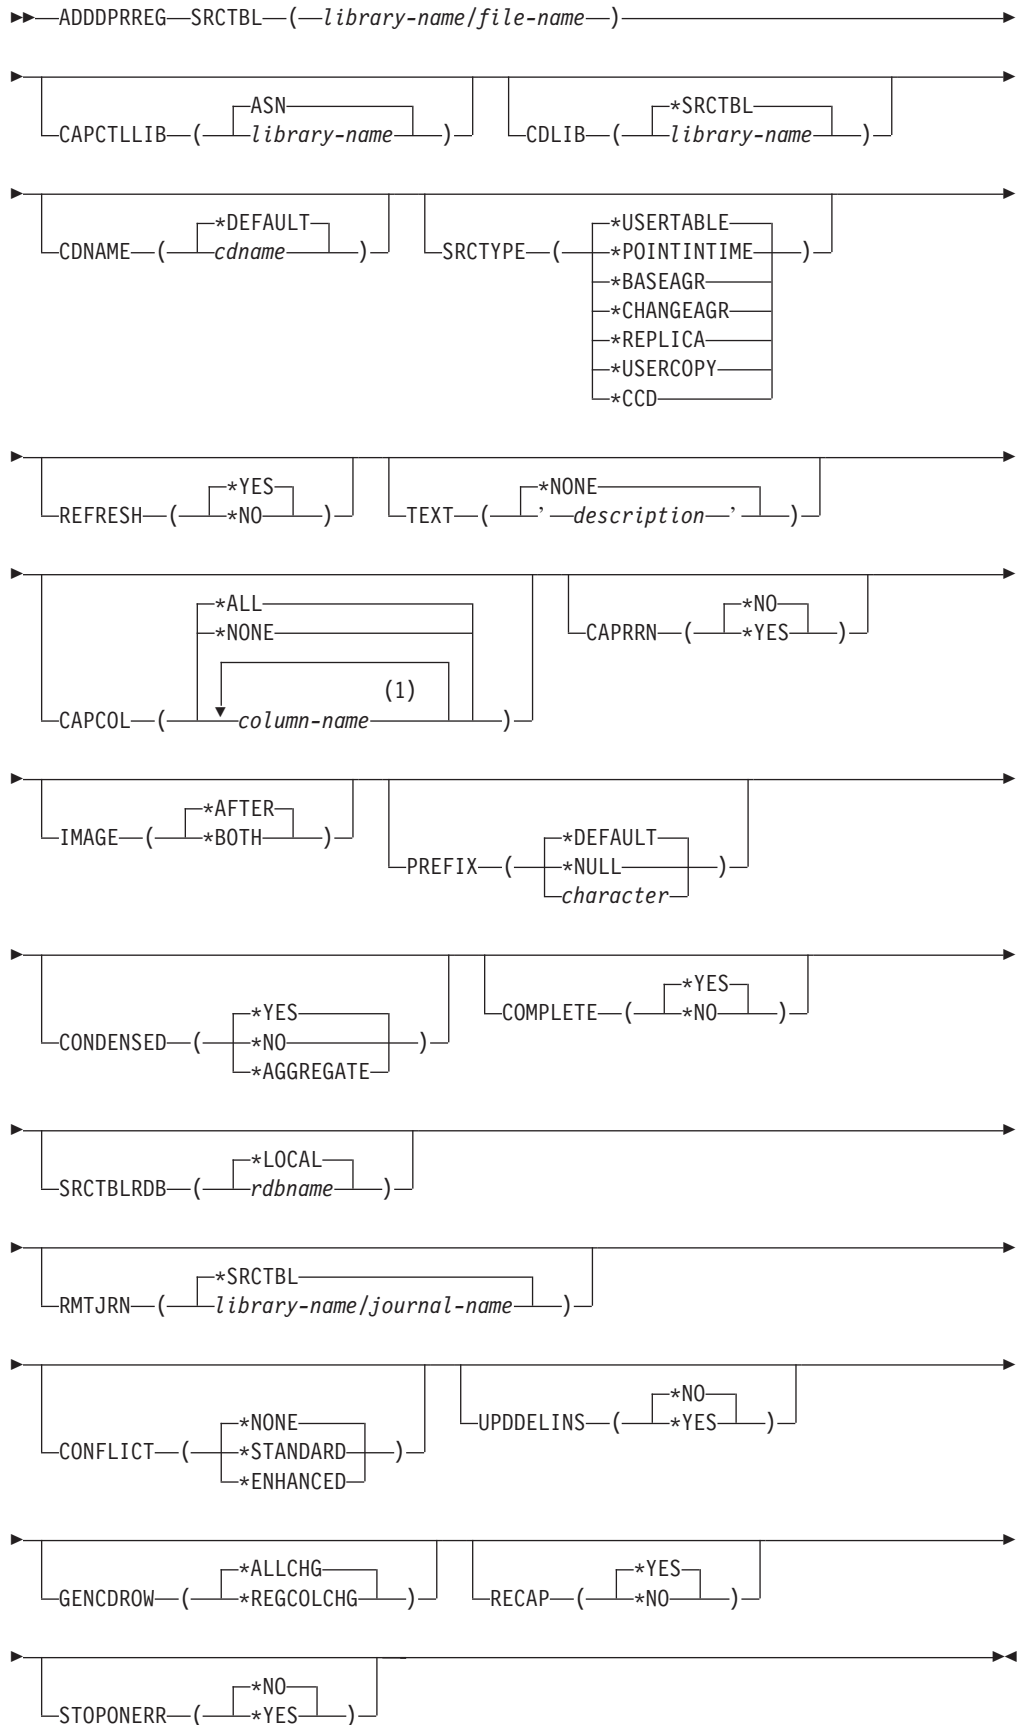 ADDDPRREG SRCTBL ( library-name/file-name )
ASN
CAPCTLLIB ( library-name )
*SRCTBL
CDLIB ( library-name )
*DEFAULT
CDNAME ( cdname )
*USERTABLE
SRCTYPE ( *POINTINTIME )
*BASEAGR
*CHANGEAGR
*REPLICA
*USERCOPY
*CCD
*YES
REFRESH ( *NO )
*NONE
TEXT ( ’ description ’ )
*ALL
*NONE
(1)
CAPCOL ( column-name )
*NO
CAPRRN ( *YES )
*AFTER
IMAGE ( *BOTH )
*DEFAULT
PREFIX ( *NULL )
character
*YES
CONDENSED ( *NO )
*AGGREGATE
*YES
COMPLETE ( *NO )
*LOCAL
SRCTBLRDB ( rdbname )
*SRCTBL
RMTJRN ( library-name/journal-name )
*NONE
CONFLICT ( *STANDARD )
*ENHANCED
*NO
UPDDELINS ( *YES )
*ALLCHG
GENCDROW ( *REGCOLCHG )
*YES
RECAP ( *NO )
*NO
STOPONERR ( *YES )